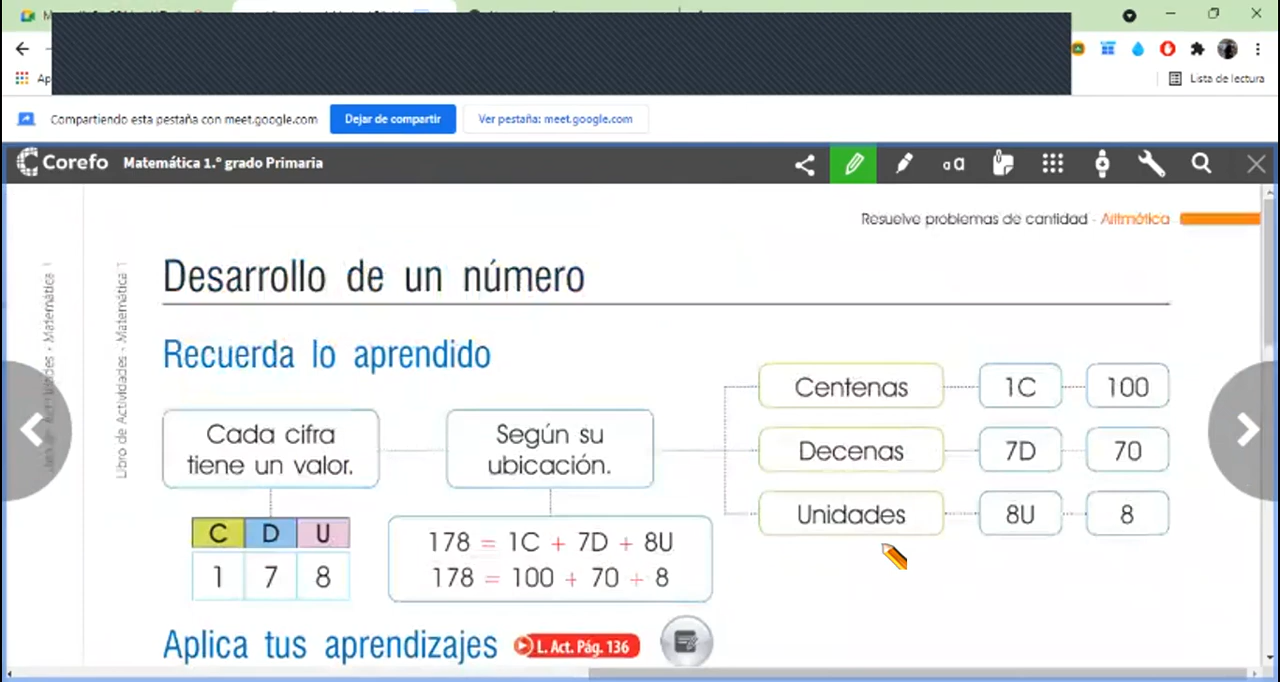 Lista de lectura
Compartiendo esta pestaña con meet.google.com
Dejar de compartir
Ver pestaña: meet.google.com
Corefo
Matemática 1.° grado Primaria
aa
Resuelve problemas de cantidad - Aritmética
Libro de Actividades - Matemática 1
Desarrollo de un número
Recuerda lo aprendido
Cada cifra
tiene un valor.
C D U
1 7 8
Según su
ubicación.
178 = 1C + 7D + 8U
178 = 100 + 70 + 8
Centenas 1C 100
Decenas 7D 70
Unidades 8U 8
Aplica tus aprendizajes
L. Act. Pág. 136